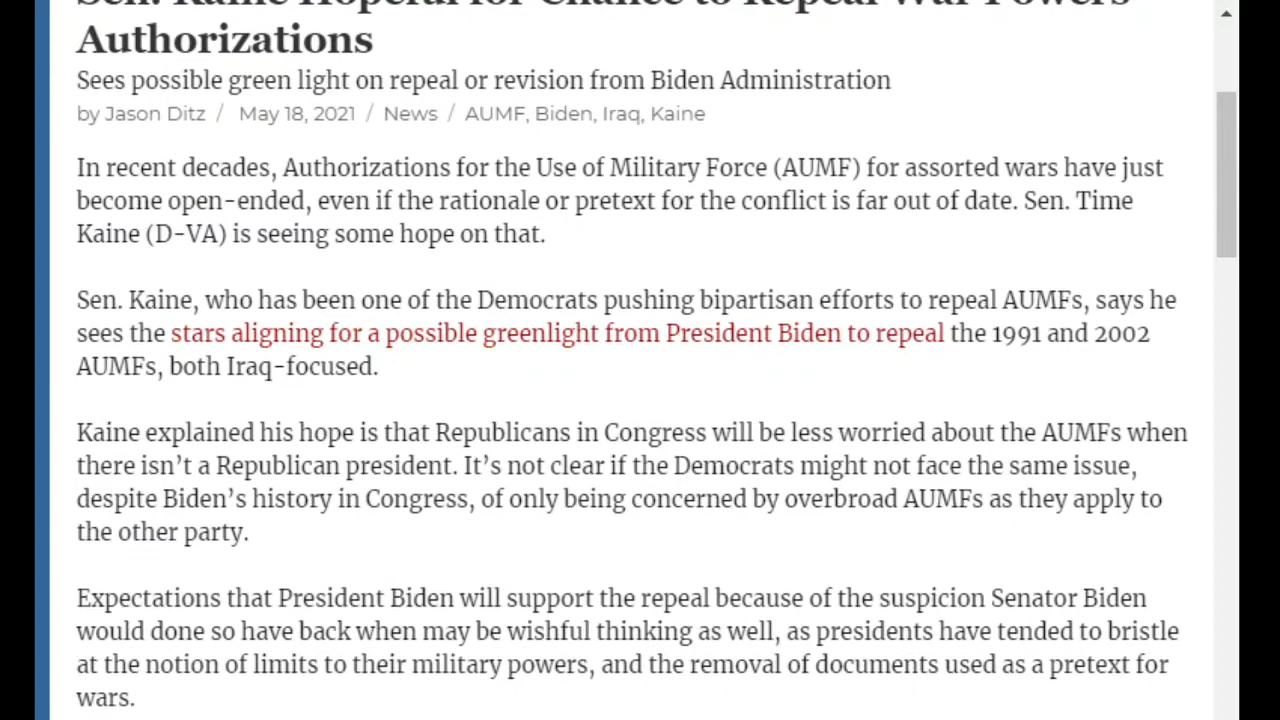 Sen. Kaine Hopeful for Chance to Repeal War Powers
Authorizations
Sees possible green light on repeal or revision from Biden Administration
by Jason Ditz / May 18, 2021 / News / AUMF, Biden, Iraq, Kaine
In recent decades, Authorizations for the Use of Military Force (AUMF) for assorted wars have just
become open-ended, even if the rationale or pretext for the conflict is far out of date. Sen. Time
Kaine (D-VA) is seeing some hope on that.
Sen. Kaine, who has been one of the Democrats pushing bipartisan efforts to repeal AUMFs, says he
sees the stars aligning for a possible greenlight from President Biden to repeal the 1991 and 2002
AUMFs, both Iraq-focused.
Kaine explained his hope is that Republicans in Congress will be less worried about the AUMFs when
there isn’t a Republican president. It’s not clear if the Democrats might not face the same issue,
despite Biden’s history in Congress, of only being concerned by overbroad AUMFs as they apply to
the other party.
Expectations that President Biden will support the repeal because of the suspicion Senator Biden
would done so have back when may be wishful thinking as well, as presidents have tended to bristle
at the notion of limits to their military powers, and the removal of documents used as a pretext for
wars.